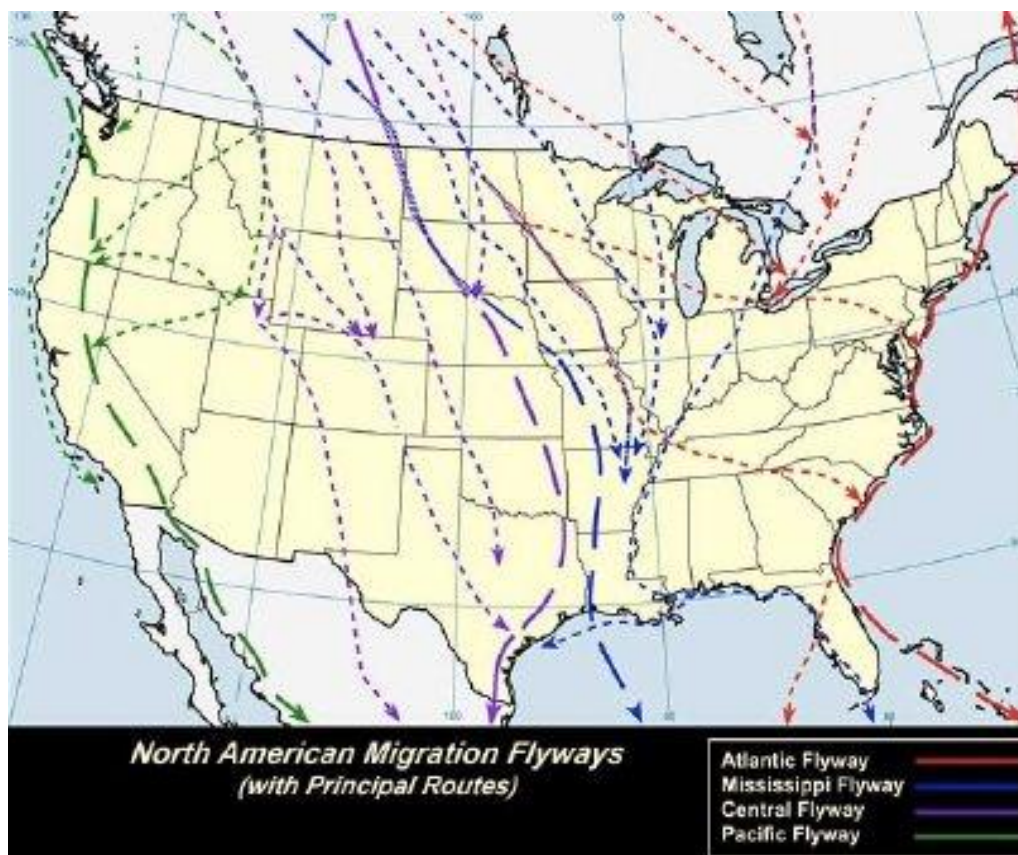 North American Migration Flyways
(with Principal Routes)
Atlantic Flyway
Mississippi Flyway
Central Flyway
Pacific Flyway